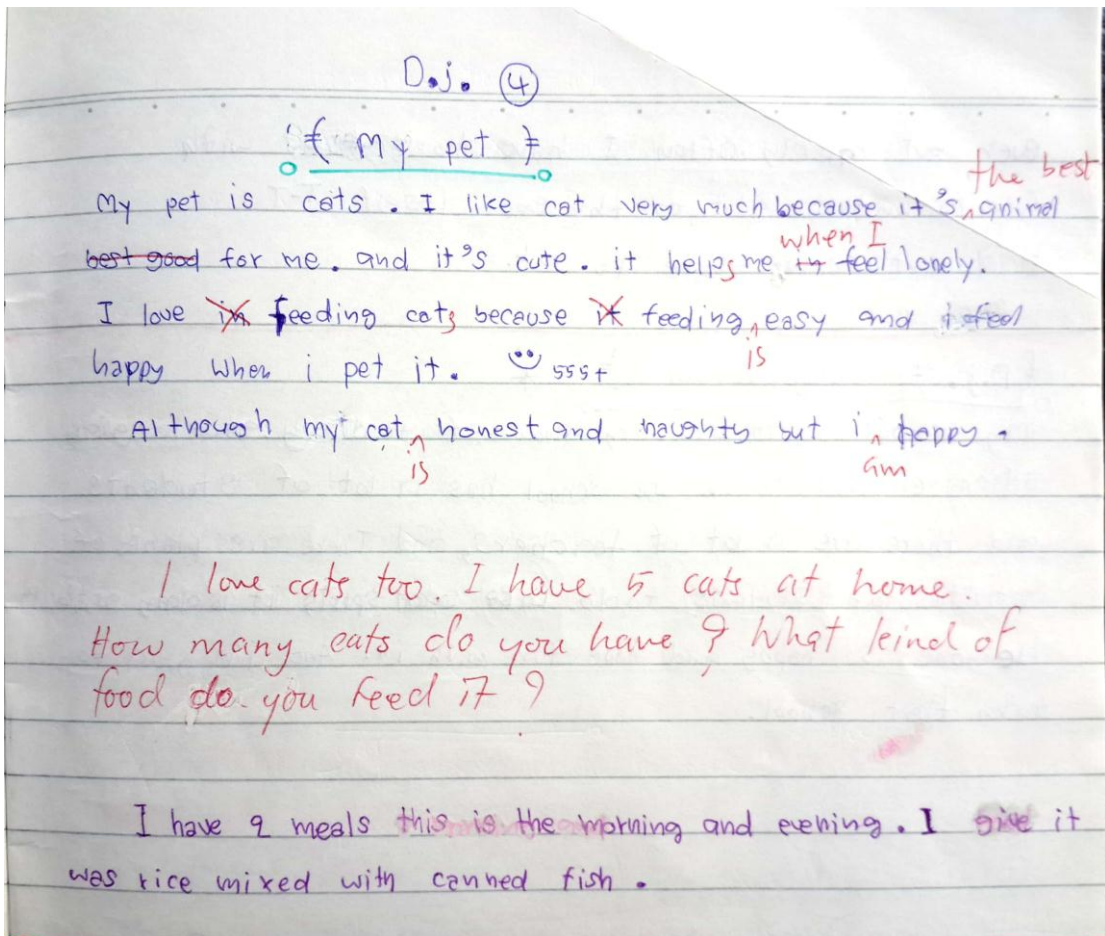 D.j. ④
{ My pet }
the best
My pet is cats . I like cat very much because it's animal
when I
best good for me . and it's cute . it helps me feel lonely .
I love in feeding cats because it feeding easy and i feel
is
happy when i pet it . 555+
Although my cat honest and naughty but i happy .
is am
I love cats too. I have 5 cats at home.
How many cats do you have ? What kind of
food do you feed it ?
I have 2 meals this is the morning and evening . I give it
was rice mixed with canned fish .